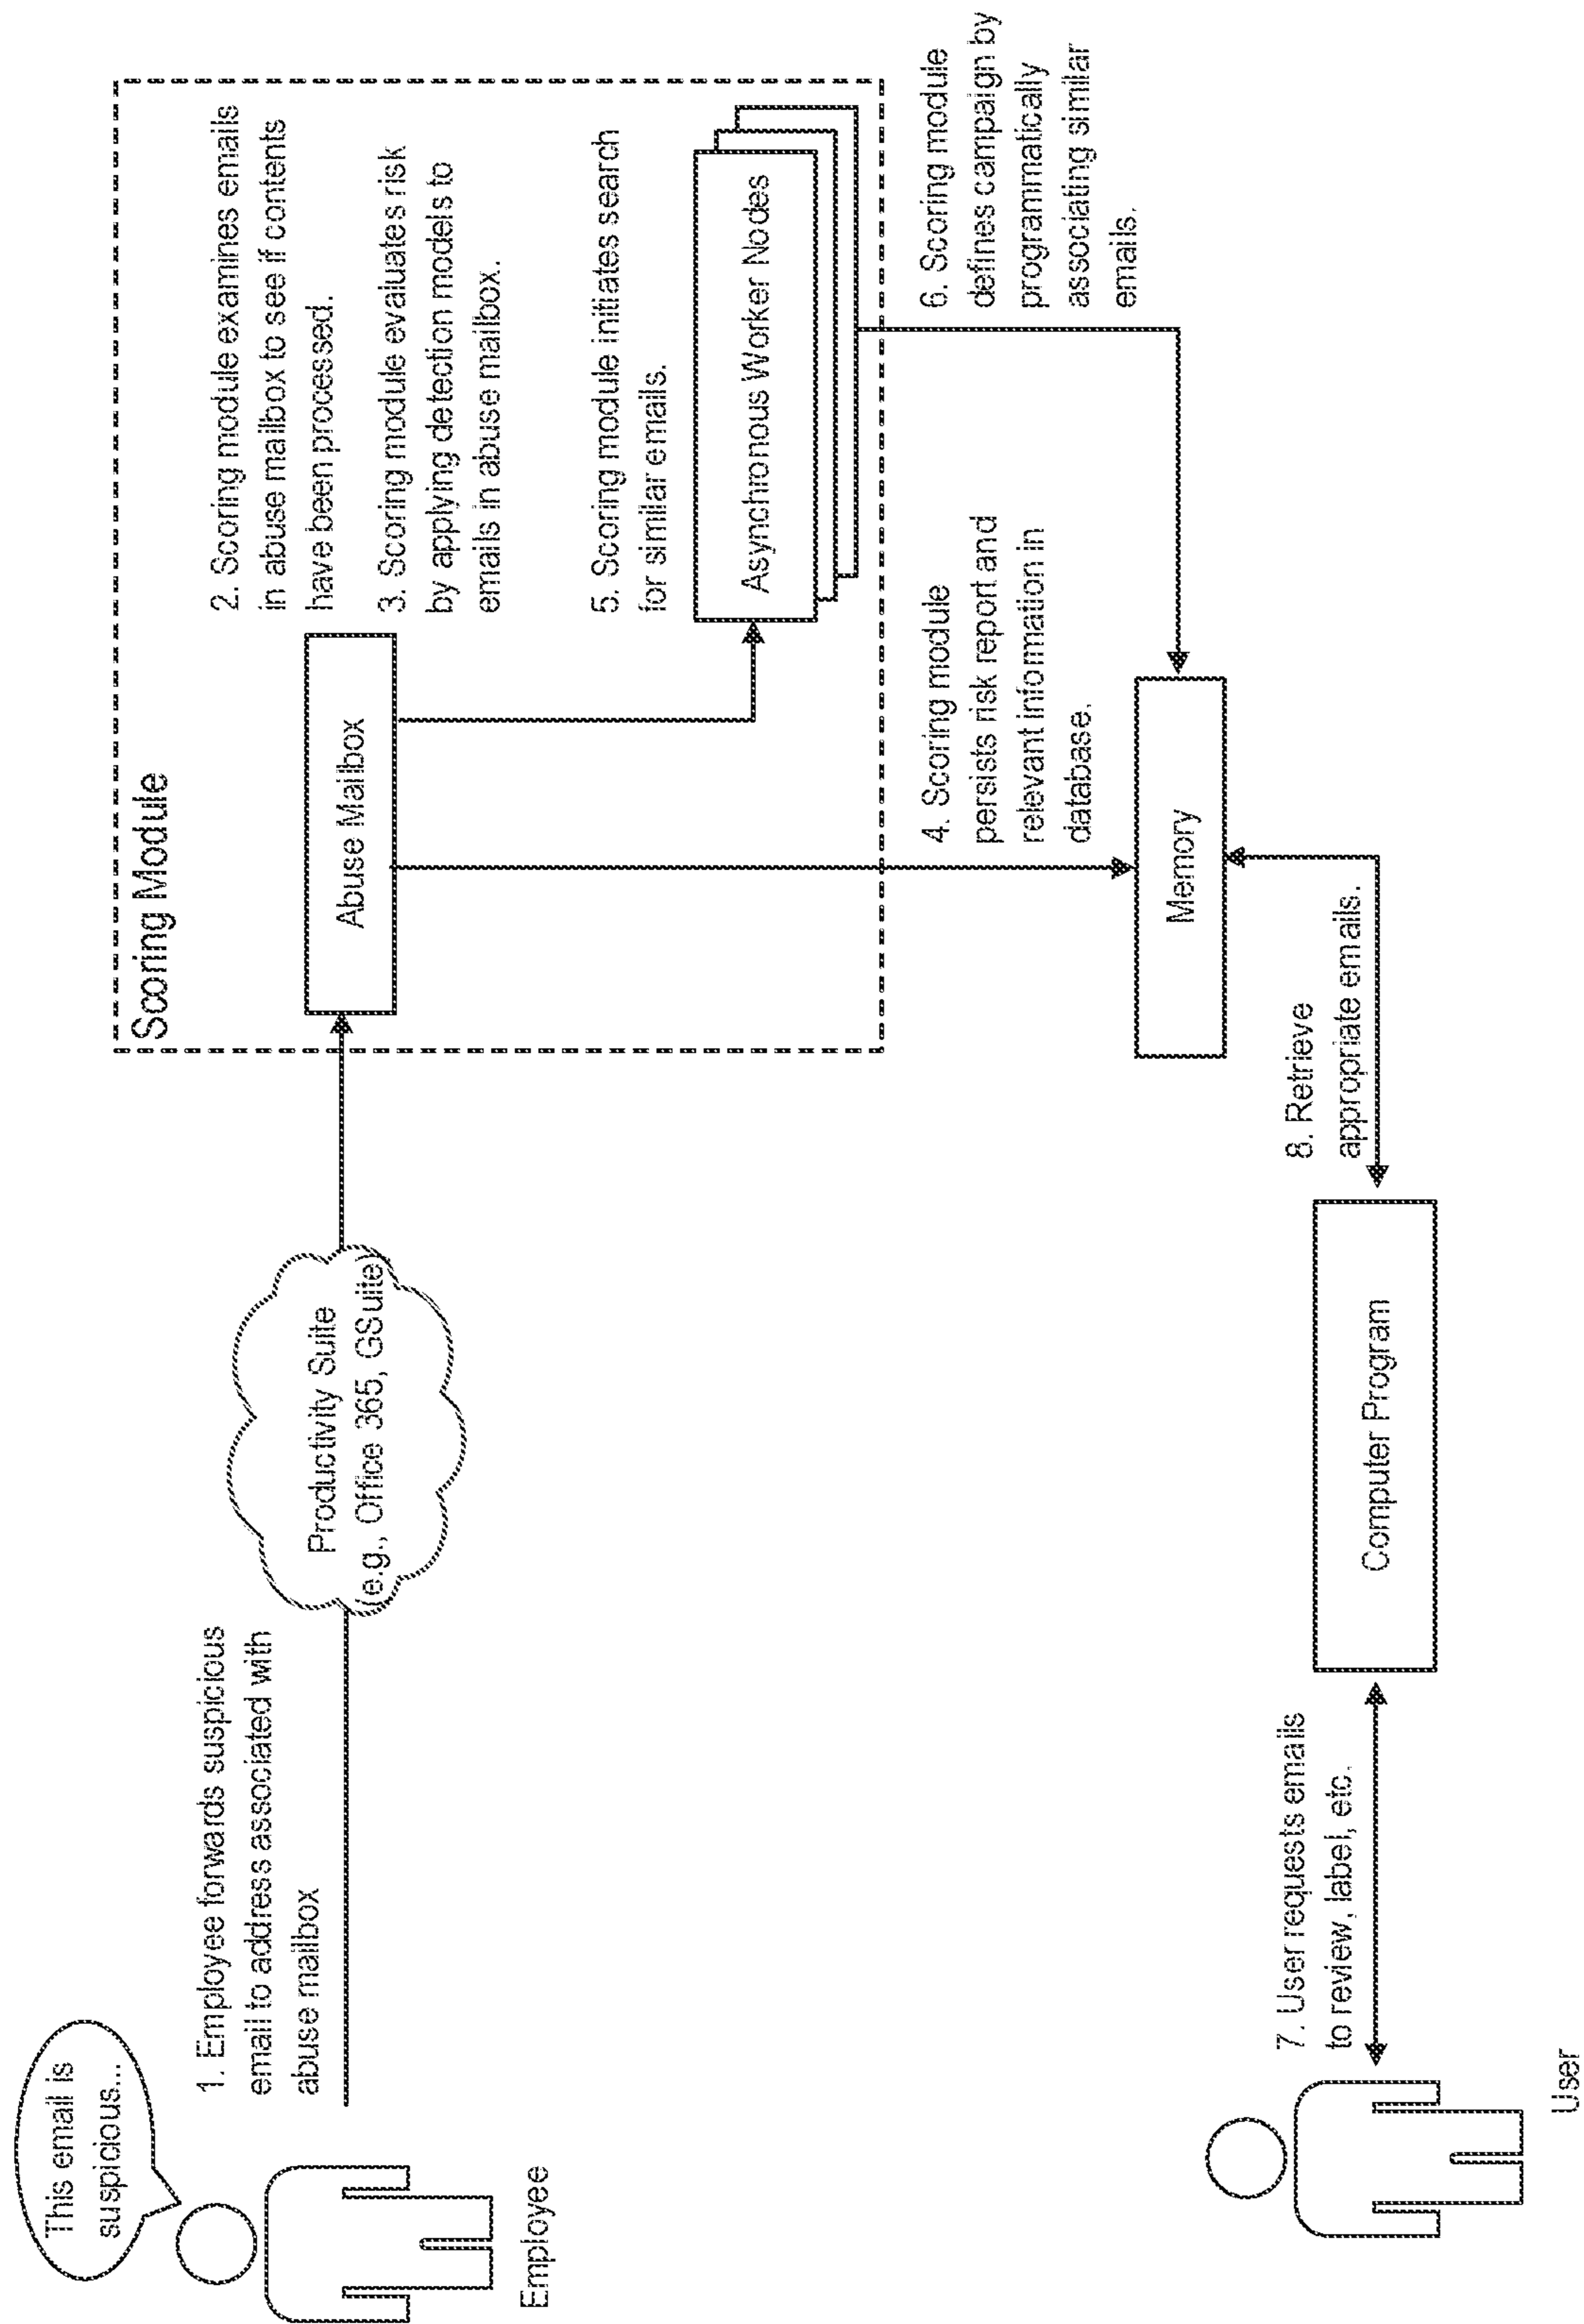 This email is
suspicious...
Employee
1. Employee forwards suspicious
email to address associated with
abuse mailbox
Productivity Suite
(e.g., Office 365, GSuite)
Scoring Module
Abuse Mailbox
2. Scoring module examines emails
in abuse mailbox to see if contents
have been processed.
3. Scoring module evaluates risk
by applying detection models to
emails in abuse mailbox.
5. Scoring module initiates search
for similar emails.
Asynchronous Worker Nodes
4. Scoring module
persists risk report and
relevant information in
database.
6. Scoring module
defines campaign by
programmatically
associating similar
emails.
Memory
8. Retrieve
appropriate emails.
Computer Program
7. User requests emails
to review, label, etc.
User